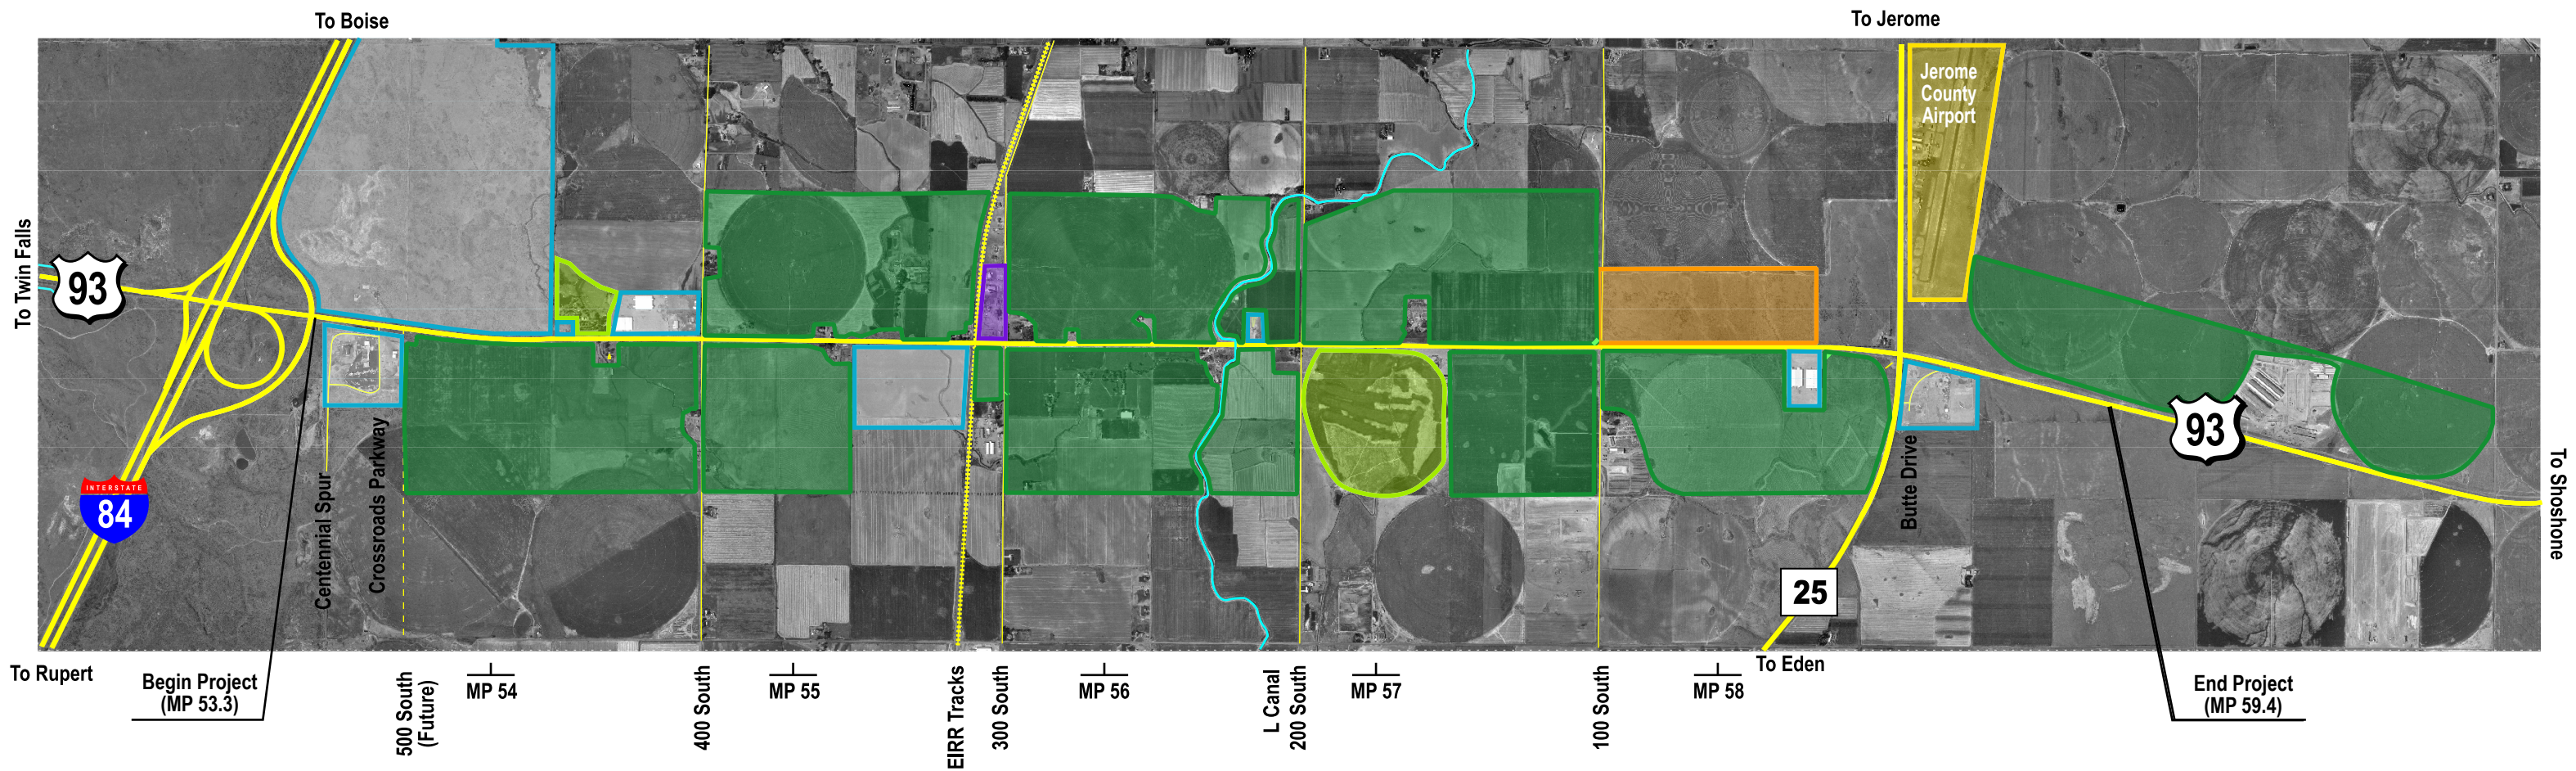 To Boise
To Jerome
Jerome
County
Airport
To Twin Falls
93
93
INTERSTATE
84
Centennial Spur
Crossroads Parkway
Butte Drive
To Shoshone
25
To Rupert
Begin Project
(MP 53.3)
500 South
(Future)
MP 54
400 South
MP 55
EIRR Tracks
300 South
MP 56
L Canal
200 South
MP 57
100 South
MP 58
To Eden
End Project
(MP 59.4)